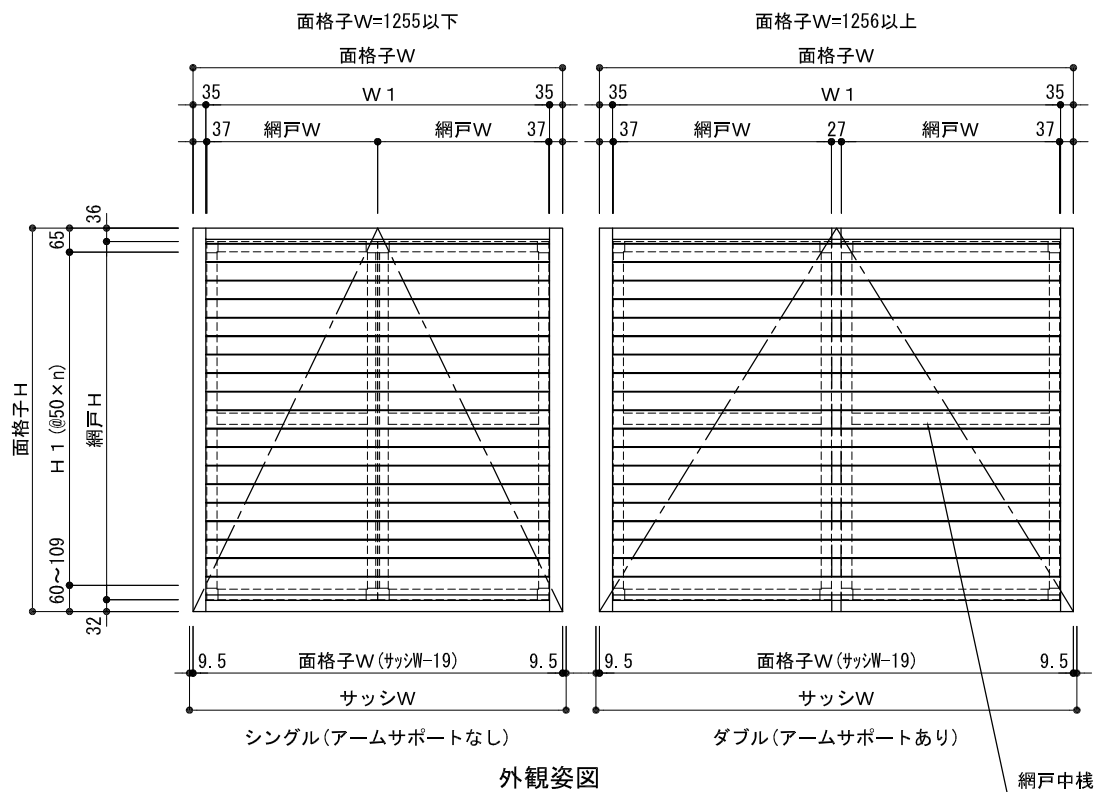 面格子W=1255以下 面格子W=1256以上
面格子W 面格子W
35 W1 35 35 W1 35
37 網戸W 網戸W 37 37 網戸W 27 網戸W 37
36
65
面格子H
H1(@50×n)
網戸H
60〜109
32
9.5 面格子W(サッシW-19) 9.5 9.5 面格子W(サッシW-19) 9.5
サッシW サッシW
シングル(アームサポートなし) ダブル(アームサポートあり)
外観姿図
網戸中桟